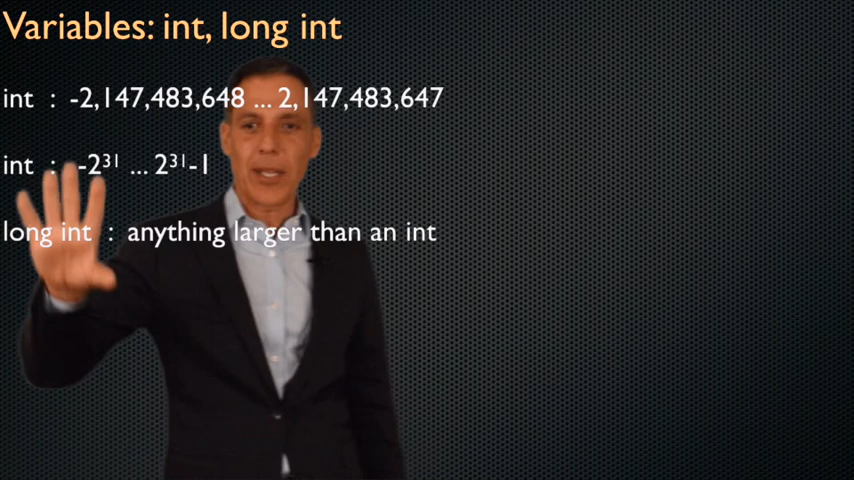 Variables: int, long int
int : -2,147,483,648 ... 2,147,483,647
int : -2³¹ ... 2³¹-1
long int : anything larger than an int